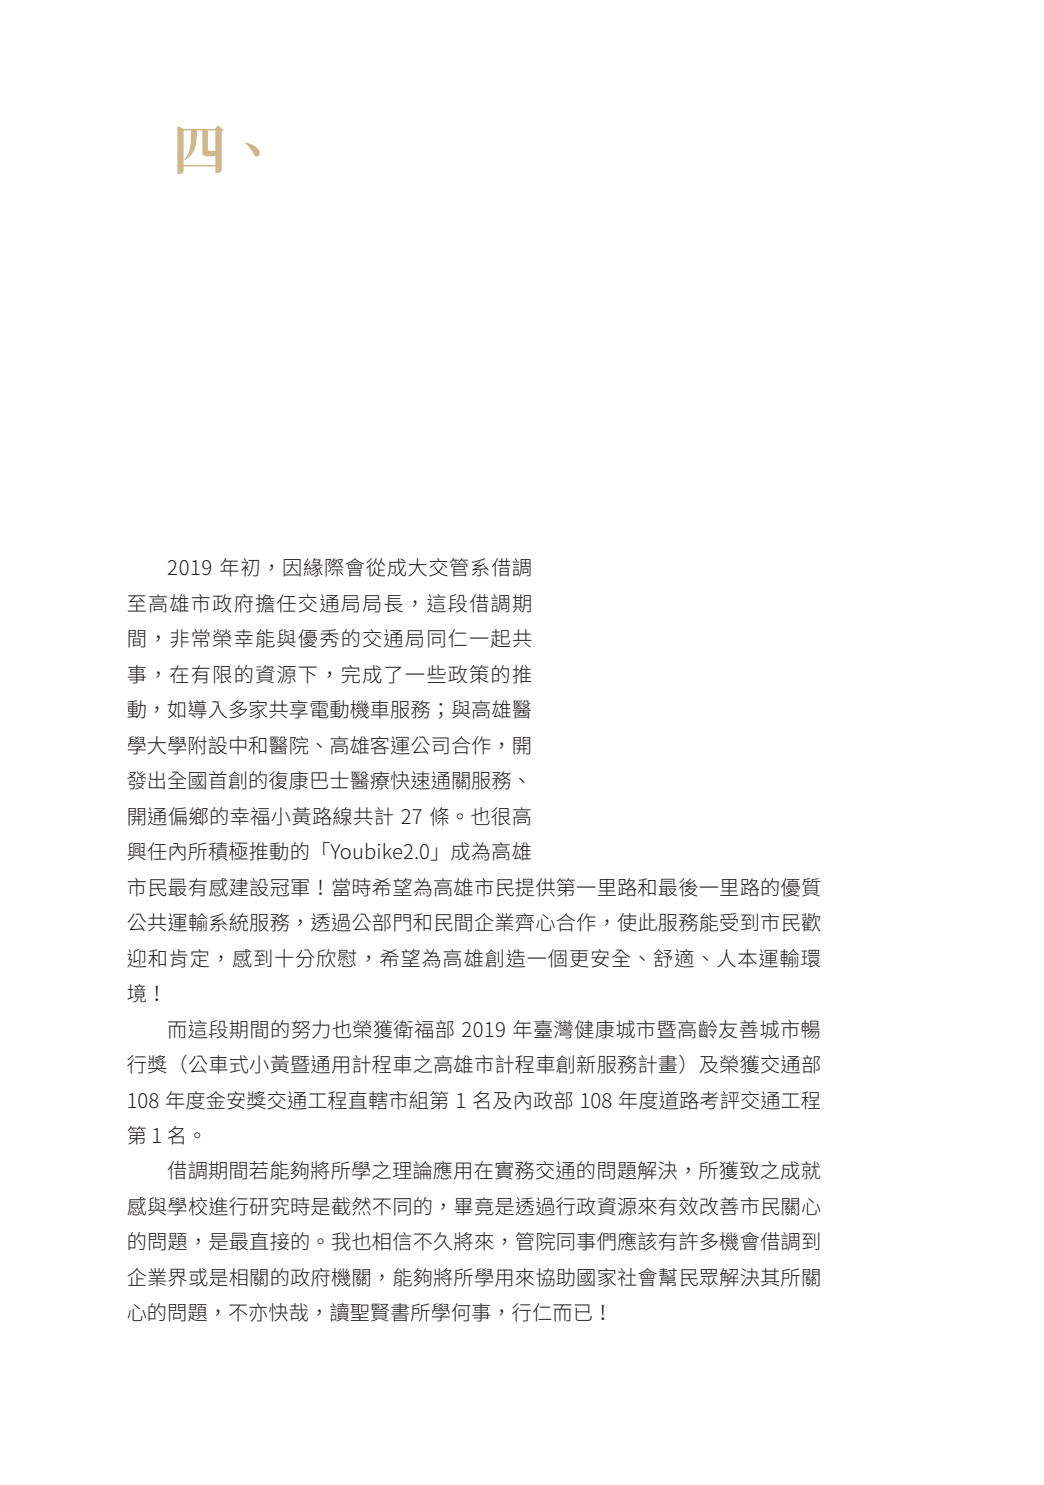 四、
2019 年初，因緣際會從成大交管系借調
至高雄市政府擔任交通局局長，這段借調期
間，非常榮幸能與優秀的交通局同仁一起共
事，在有限的資源下，完成了一些政策的推
動，如導入多家共享電動機車服務；與高雄醫
學大學附設中和醫院、高雄客運公司合作，開
發出全國首創的復康巴士醫療快速通關服務、
開通偏鄉的幸福小黃路線共計 27 條。也很高
興任內所積極推動的「Youbike2.0」成為高雄
市民最有感建設冠軍！當時希望為高雄市民提供第一里路和最後一里路的優質
公共運輸系統服務，透過公部門和民間企業齊心合作，使此服務能受到市民歡
迎和肯定，感到十分欣慰，希望為高雄創造一個更安全、舒適、人本運輸環
境！
而這段期間的努力也榮獲衛福部 2019 年臺灣健康城市暨高齡友善城市暢
行獎（公車式小黃暨通用計程車之高雄市計程車創新服務計畫）及榮獲交通部
108 年度金安獎交通工程直轄市組第 1 名及內政部 108 年度道路考評交通工程
第 1 名。
借調期間若能夠將所學之理論應用在實務交通的問題解決，所獲致之成就
感與學校進行研究時是截然不同的，畢竟是透過行政資源來有效改善市民關心
的問題，是最直接的。我也相信不久將來，管院同事們應該有許多機會借調到
企業界或是相關的政府機關，能夠將所學用來協助國家社會幫民眾解決其所關
心的問題，不亦快哉，讀聖賢書所學何事，行仁而已！